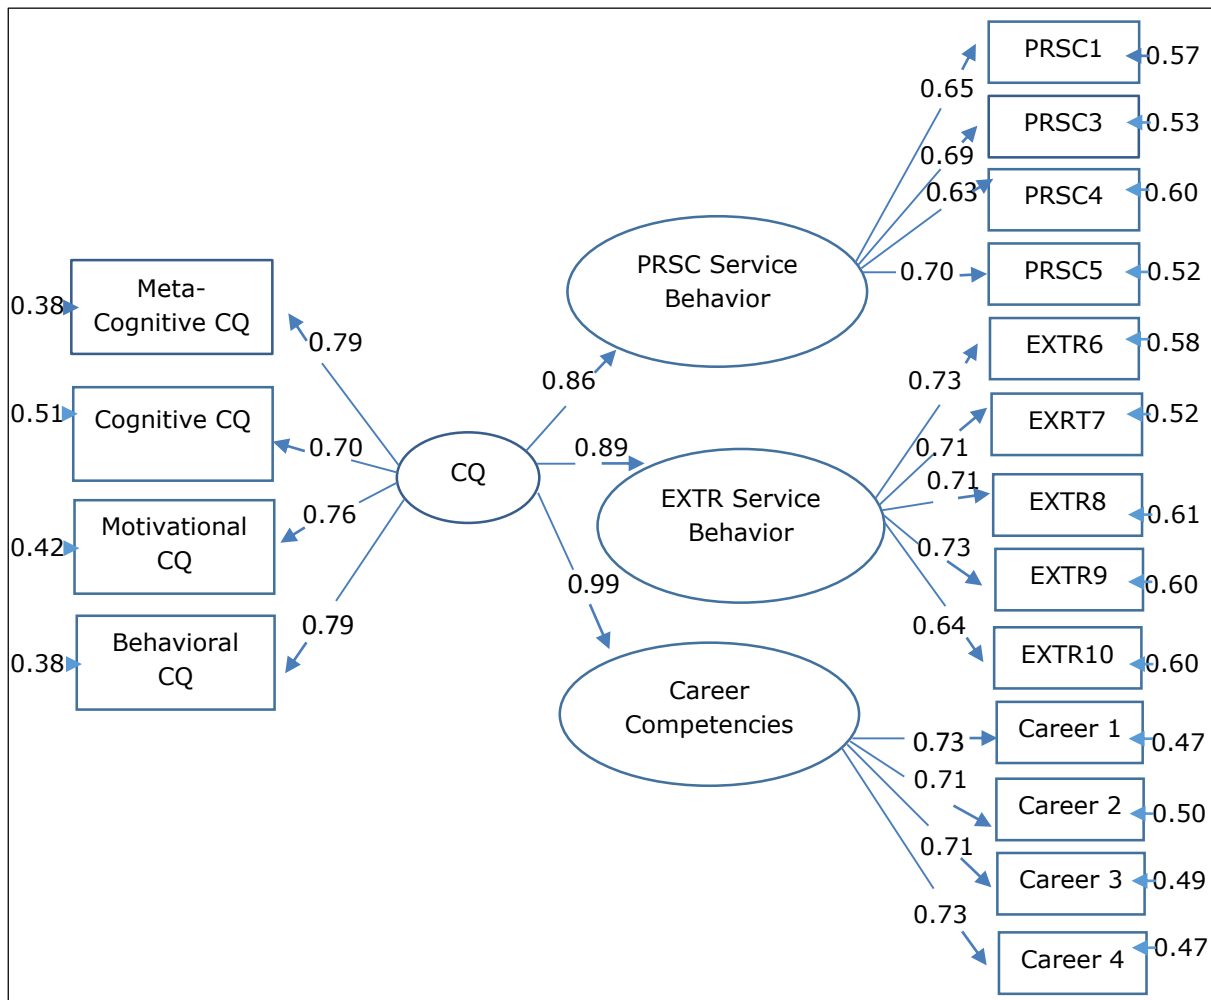 0.38
Meta-
Cognitive CQ
0.79
0.51
Cognitive CQ
0.70
0.42
Motivational
CQ
0.76
0.38
Behavioral
CQ
0.79
CQ
0.86
0.89
0.99
PRSC Service
Behavior
EXTR Service
Behavior
Career
Competencies
0.65
PRSC1
0.57
0.69
PRSC3
0.53
0.63
PRSC4
0.60
0.70
PRSC5
0.52
0.73
EXTR6
0.58
0.71
EXRT7
0.52
0.71
EXTR8
0.61
0.73
EXTR9
0.60
0.64
EXTR10
0.60
0.73
Career 1
0.47
0.71
Career 2
0.50
0.71
Career 3
0.49
0.73
Career 4
0.47